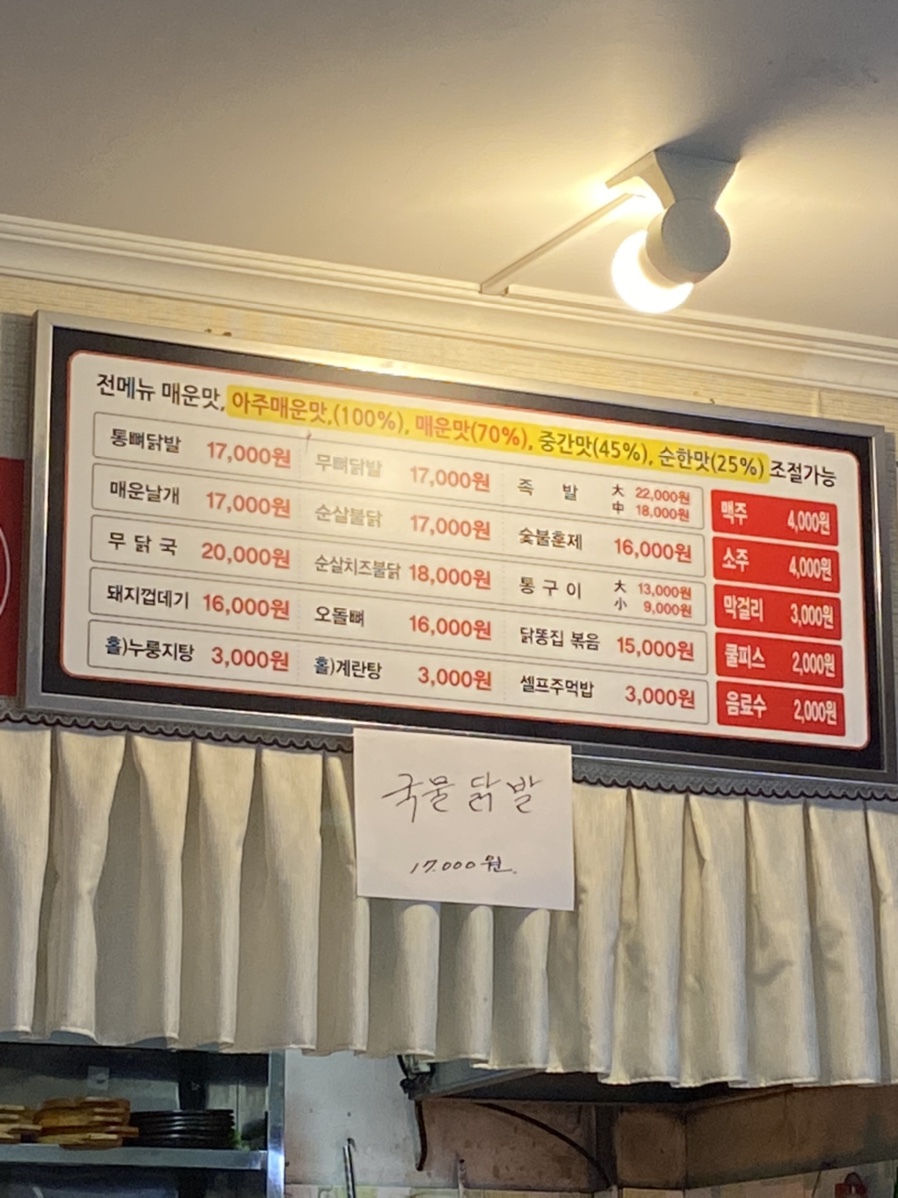 전메뉴 매운맛, 아주매운맛,(100%), 매운맛(70%), 중간맛(45%), 순한맛(25%) 조절가능
통뼈닭발 17,000원 무뼈닭발 17,000원 족 발 大 22,000원
中 18,000원
맥주 4,000원
매운날개 17,000원 순살불닭 17,000원 숯불훈제 16,000원 소주 4,000원
무 닭 국 20,000원 순살치즈불닭 18,000원 통 구 이 大 13,000원
小 9,000원
막걸리 3,000원
돼지껍데기 16,000원 오돌뼈 16,000원 닭똥집 볶음 15,000원 쿨피스 2,000원
홀)누룽지탕 3,000원 홀)계란탕 3,000원 셀프주먹밥 3,000원 음료수 2,000원
국물닭발
17.000원.